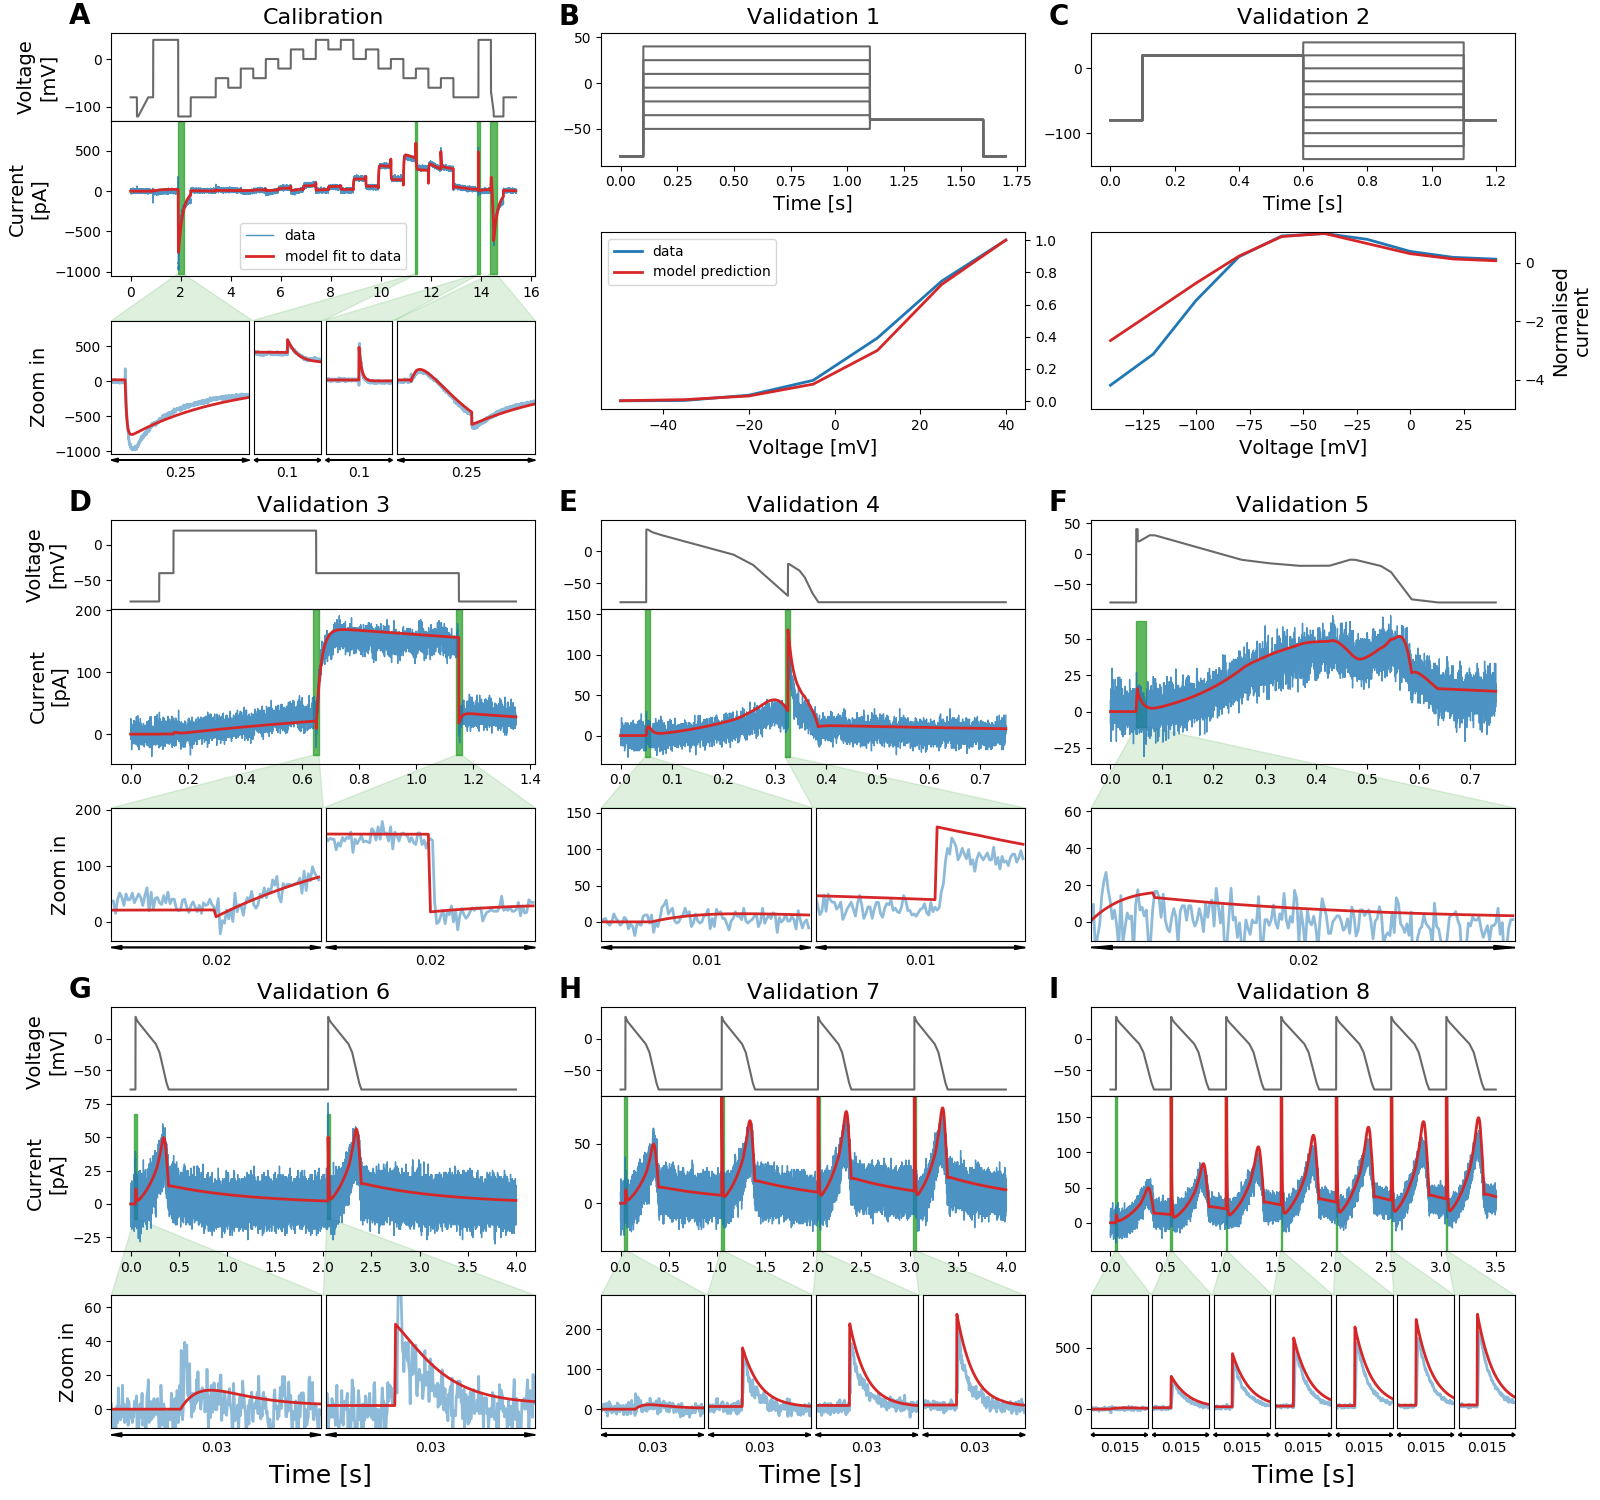 A Calibration
B Validation 1
C Validation 2
Voltage
[mV]
0
−100
50
0
−50
0
−100
0.00 0.25 0.50 0.75 1.00 1.25 1.50 1.75
0.0 0.2 0.4 0.6 0.8 1.0 1.2
Time [s]
Time [s]
Current
[pA]
500
0
−500
−1000
data
model fit to data
0 2 4 6 8 10 12 14 16
data
model prediction
1.0
0.8
0.6
0.4
0.2
0.0
0
−2
−4
Normalised
current
Zoom in
500
0
−500
−1000
0.25 0.1 0.1 0.25
−40 −20 0 20 40
−125 −100 −75 −50 −25 0 25
Voltage [mV]
Voltage [mV]
D Validation 3
E Validation 4
F Validation 5
Voltage
[mV]
0
−50
0
−50
50
0
−50
Current
[pA]
200
100
0
150
100
50
0
50
25
0
−25
0.0 0.2 0.4 0.6 0.8 1.0 1.2 1.4
0.0 0.1 0.2 0.3 0.4 0.5 0.6 0.7
0.0 0.1 0.2 0.3 0.4 0.5 0.6 0.7
Zoom in
200
100
0
150
100
50
0
60
40
20
0
0.02 0.02
0.01 0.01
0.02
G Validation 6
H Validation 7
I Validation 8
Voltage
[mV]
0
−50
0
−50
0
−50
Current
[pA]
75
50
25
0
−25
50
0
150
100
50
0
0.0 0.5 1.0 1.5 2.0 2.5 3.0 3.5 4.0
0.0 0.5 1.0 1.5 2.0 2.5 3.0 3.5 4.0
0.0 0.5 1.0 1.5 2.0 2.5 3.0 3.5
Zoom in
60
40
20
0
200
100
0
500
0
0.03 0.03
0.03 0.03 0.03 0.03
0.015 0.015 0.015 0.015 0.015 0.015 0.015
Time [s]
Time [s]
Time [s]